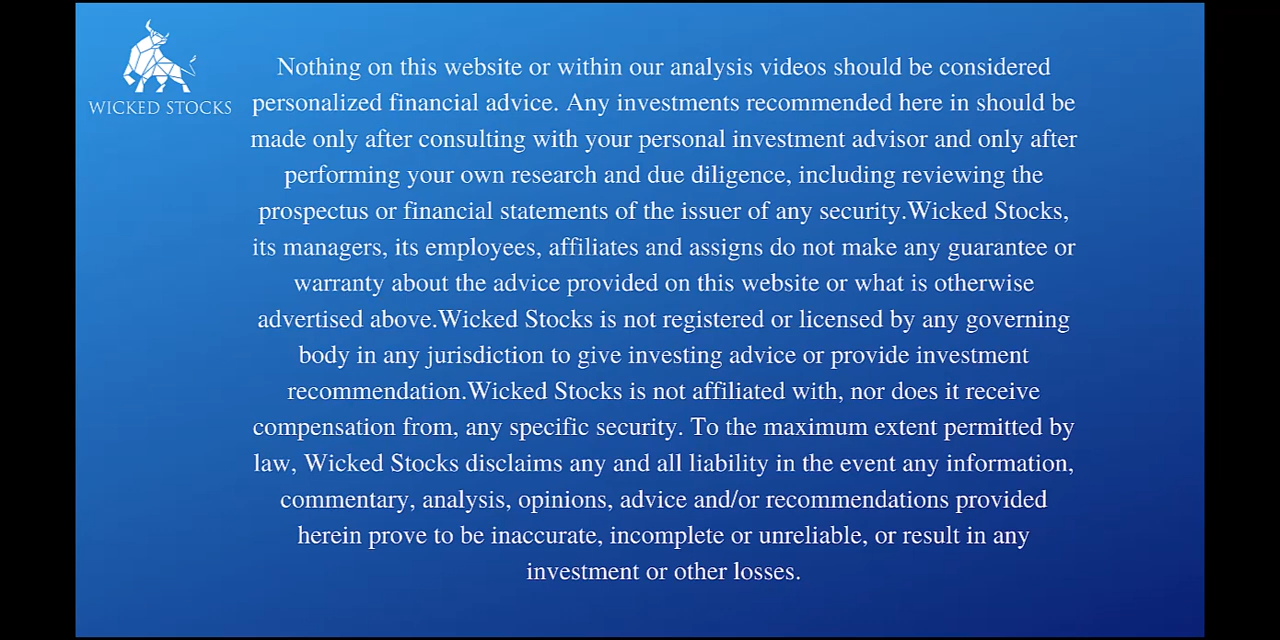 WICKED STOCKS
Nothing on this website or within our analysis videos should be considered
personalized financial advice. Any investments recommended here in should be
made only after consulting with your personal investment advisor and only after
performing your own research and due diligence, including reviewing the
prospectus or financial statements of the issuer of any security.Wicked Stocks,
its managers, its employees, affiliates and assigns do not make any guarantee or
warranty about the advice provided on this website or what is otherwise
advertised above.Wicked Stocks is not registered or licensed by any governing
body in any jurisdiction to give investing advice or provide investment
recommendation.Wicked Stocks is not affiliated with, nor does it receive
compensation from, any specific security. To the maximum extent permitted by
law, Wicked Stocks disclaims any and all liability in the event any information,
commentary, analysis, opinions, advice and/or recommendations provided
herein prove to be inaccurate, incomplete or unreliable, or result in any
investment or other losses.